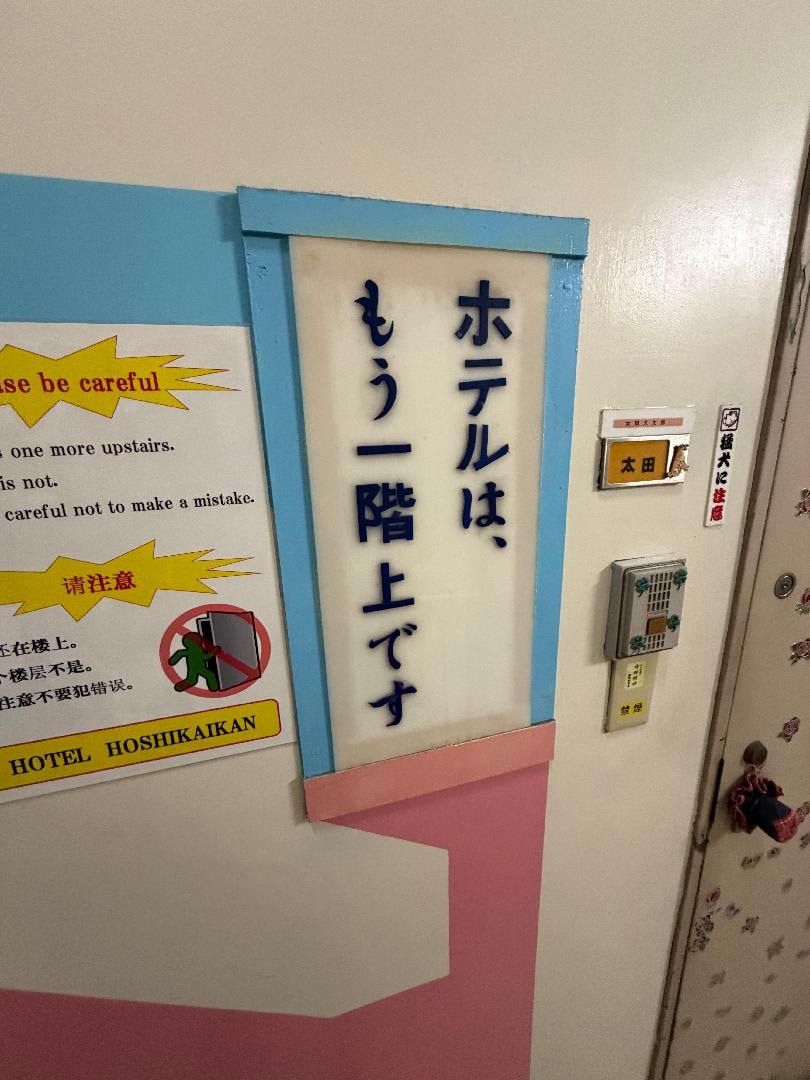 ase be careful
s one more upstairs.
is not.
careful not to make a mistake.
请注意
还在楼上。
个楼层不是。
注意不要犯错误。
HOTEL HOSHIKAIKAN
ホテルは、
もう一階上です
太田
猛犬に注意
禁煙